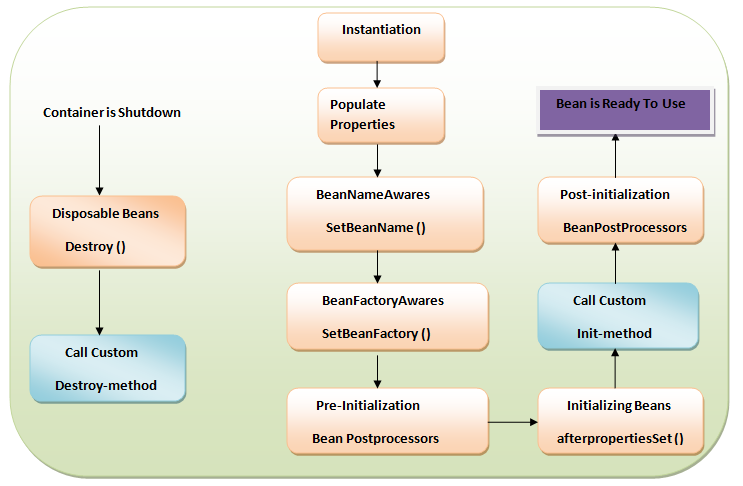 Instantiation
Populate
Properties
BeanNameAwares
SetBeanName ()
BeanFactoryAwares
SetBeanFactory ()
Pre-Initialization
Bean Postprocessors
Initializing Beans
afterpropertiesSet ()
Call Custom
Init-method
Post-initialization
BeanPostProcessors
Bean is Ready To Use
Container is Shutdown
Disposable Beans
Destroy ()
Call Custom
Destroy-method